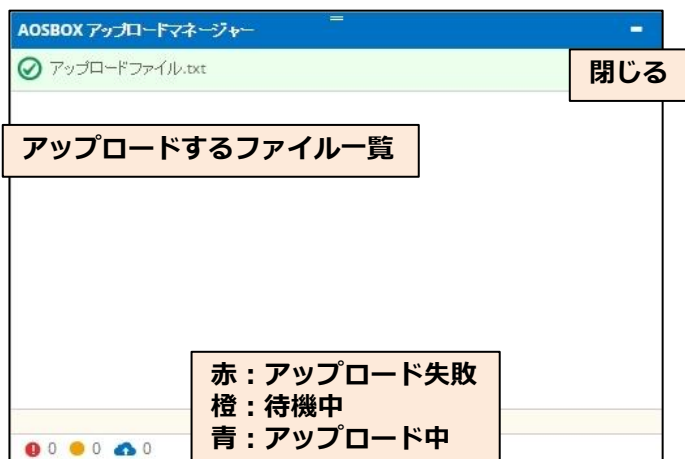 AOSBOX アップロードマネージャー
アップロードファイル.txt
閉じる
アップロードするファイル一覧
赤：アップロード失敗
橙：待機中
青：アップロード中
0 0 0